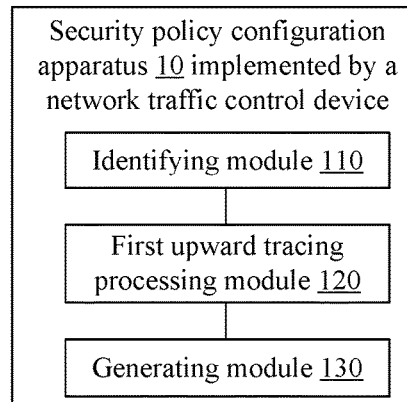 Security policy configuration
apparatus 10 implemented by a
network traffic control device
Identifying module 110
First upward tracing
processing module 120
Generating module 130